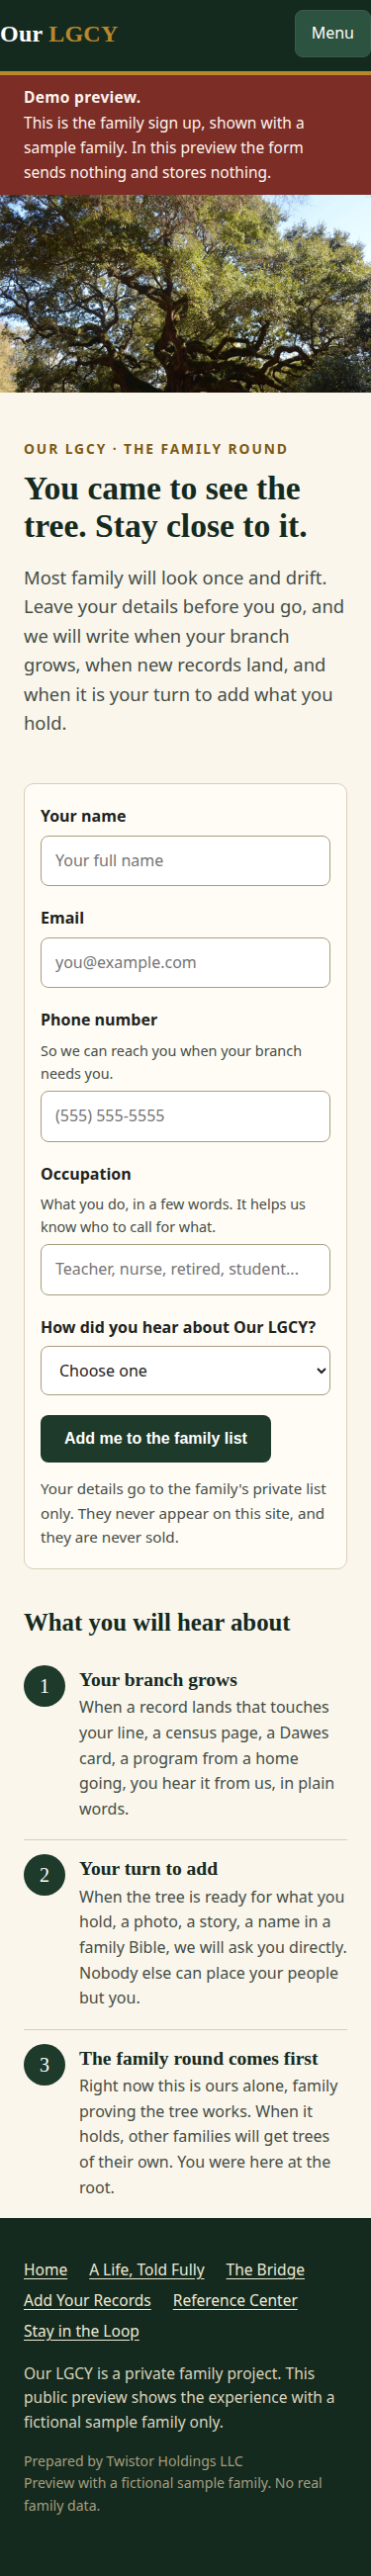 Our LGCY
Menu
Demo preview.
This is the family sign up, shown with a
sample family. In this preview the form
sends nothing and stores nothing.
OUR LGCY · THE FAMILY ROUND
You came to see the
tree. Stay close to it.
Most family will look once and drift.
Leave your details before you go, and
we will write when your branch
grows, when new records land, and
when it is your turn to add what you
hold.
Your name
Your full name
Email
you@example.com
Phone number
So we can reach you when your branch
needs you.
(555) 555-5555
Occupation
What you do, in a few words. It helps us
know who to call for what.
Teacher, nurse, retired, student...
How did you hear about Our LGCY?
Choose one
Add me to the family list
Your details go to the family's private list
only. They never appear on this site, and
they are never sold.
What you will hear about
1
Your branch grows
When a record lands that touches
your line, a census page, a Dawes
card, a program from a home
going, you hear it from us, in plain
words.
2
Your turn to add
When the tree is ready for what you
hold, a photo, a story, a name in a
family Bible, we will ask you directly.
Nobody else can place your people
but you.
3
The family round comes first
Right now this is ours alone, family
proving the tree works. When it
holds, other families will get trees
of their own. You were here at the
root.
Home A Life, Told Fully The Bridge
Add Your Records Reference Center
Stay in the Loop
Our LGCY is a private family project. This
public preview shows the experience with a
fictional sample family only.
Prepared by Twistor Holdings LLC
Preview with a fictional sample family. No real
family data.